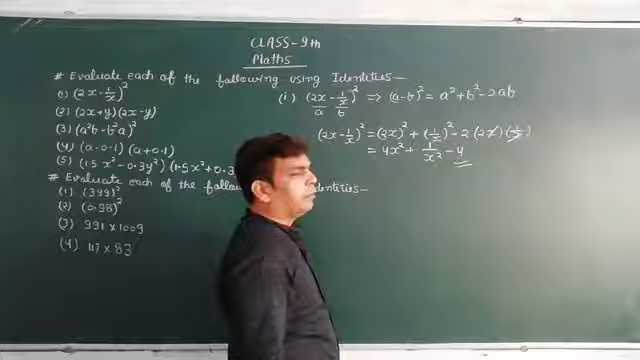 CLASS-9th
Maths
# Evaluate each of the following using Identities-
(1) (2x-1/x)²
(2) (2x+y)(2x-y)
(3) (a²b-b²a)²
(4) (a-0.1)(a+0.1)
(5) (1.5x²-0.3y²)(1.5x²+0.3
# Evaluate each of the follow Identities-
(1) (399)²
(2) (0.98)²
(3) 991×1009
(4) 117×83
(i) (2x-1/x)² ⇒ (a-b)² = a²+b²-2ab
a b
(2x-1/x)² = (2x)²+(1/x)²-2(2x)(1/x)
= 4x²+1/x²-4